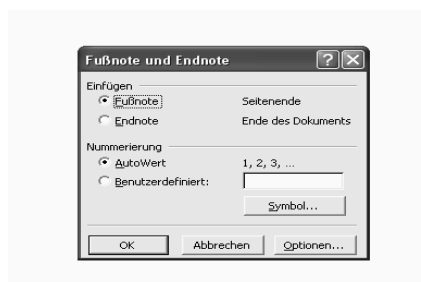 Fußnote und Endnote
Einfügen
Fußnote Seitenende
Endnote Ende des Dokuments
Nummerierung
AutoWert 1, 2, 3, ...
Benutzerdefiniert:
Symbol...
OK Abbrechen Optionen...